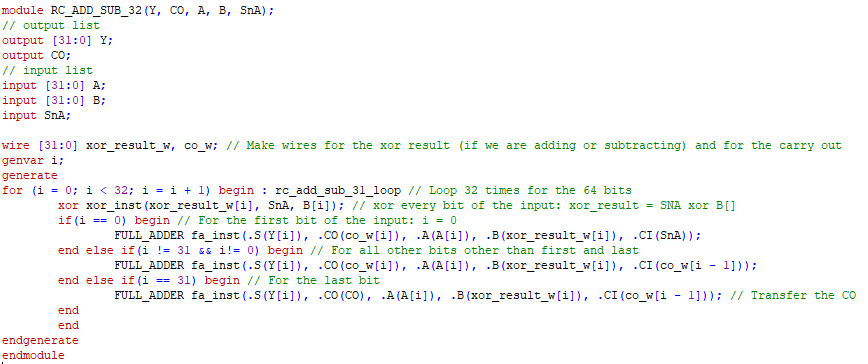 module RC_ADD_SUB_32(Y, CO, A, B, SnA);
// output list
output [31:0] Y;
output CO;
// input list
input [31:0] A;
input [31:0] B;
input SnA;
wire [31:0] xor_result_w, co_w; // Make wires for the xor result (if we are adding or subtracting) and for the carry out
genvar i;
generate
for (i = 0; i < 32; i = i + 1) begin : rc_add_sub_31_loop // Loop 32 times for the 64 bits
xor xor_inst(xor_result_w[i], SnA, B[i]); // xor every bit of the input: xor_result = SNA xor B[]
if(i == 0) begin // For the first bit of the input: i = 0
FULL_ADDER fa_inst(.S(Y[i]), .CO(co_w[i]), .A(A[i]), .B(xor_result_w[i]), .CI(SnA));
end else if(i != 31 && i!= 0) begin // For all other bits other than first and last
FULL_ADDER fa_inst(.S(Y[i]), .CO(co_w[i]), .A(A[i]), .B(xor_result_w[i]), .CI(co_w[i - 1]));
end else if(i == 31) begin // For the last bit
FULL_ADDER fa_inst(.S(Y[i]), .CO(CO), .A(A[i]), .B(xor_result_w[i]), .CI(co_w[i - 1])); // Transfer the CO
end
end
endgenerate
endmodule